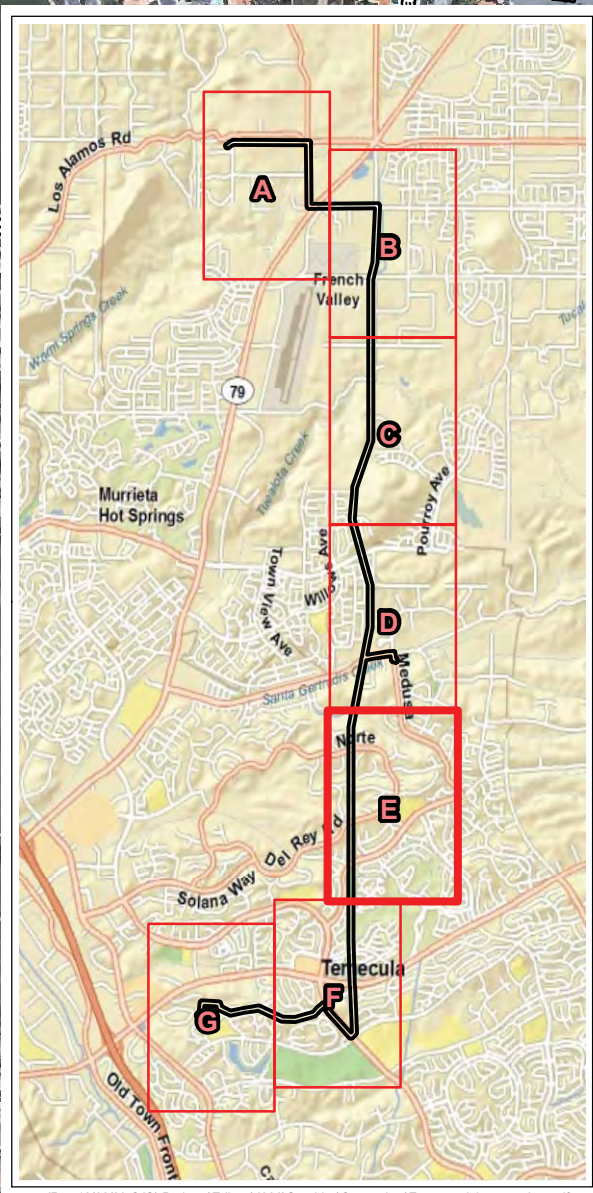 Los Alamos Rd
A
B
French
Valley
Warm Springs Creek
79
C
Tucalota Creek
Murrieta
Hot Springs
Pourroy Ave
Willows Ave
Town View Ave
D
Santa Gertrudis Creek
Medusa
Norte
E
Del Rey Rd
Solana Way
Temecula
F
G
Old Town Front